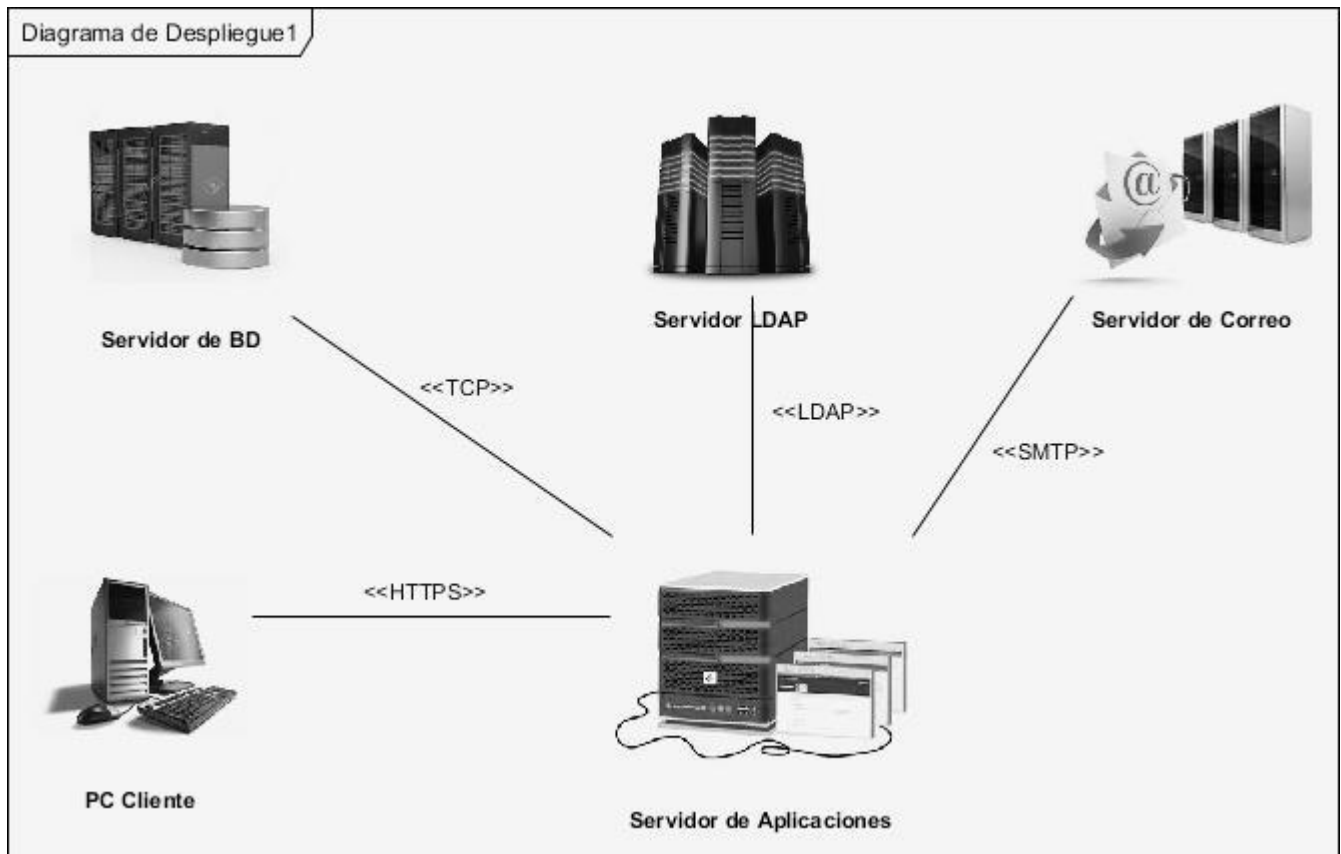 Diagrama de Despliegue1
Servidor de BD
Servidor LDAP
Servidor de Correo
<<TCP>>
<<LDAP>>
<<SMTP>>
<<HTTPS>>
PC Cliente
Servidor de Aplicaciones